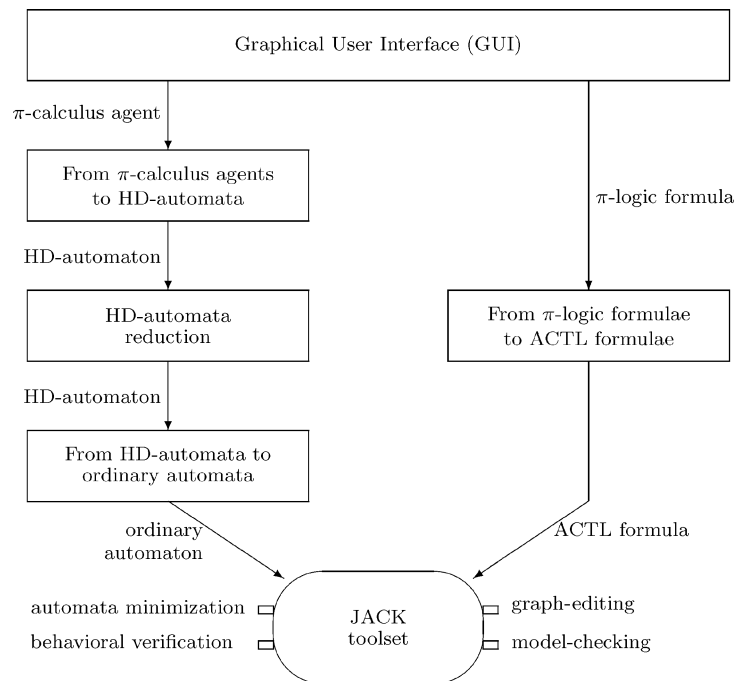 Graphical User Interface (GUI)
π-calculus agent
From π-calculus agents
to HD-automata
π-logic formula
HD-automaton
HD-automata
reduction
From π-logic formulae
to ACTL formulae
HD-automaton
From HD-automata to
ordinary automata
ordinary
automaton
ACTL formula
automata minimization
behavioral verification
JACK
toolset
graph-editing
model-checking